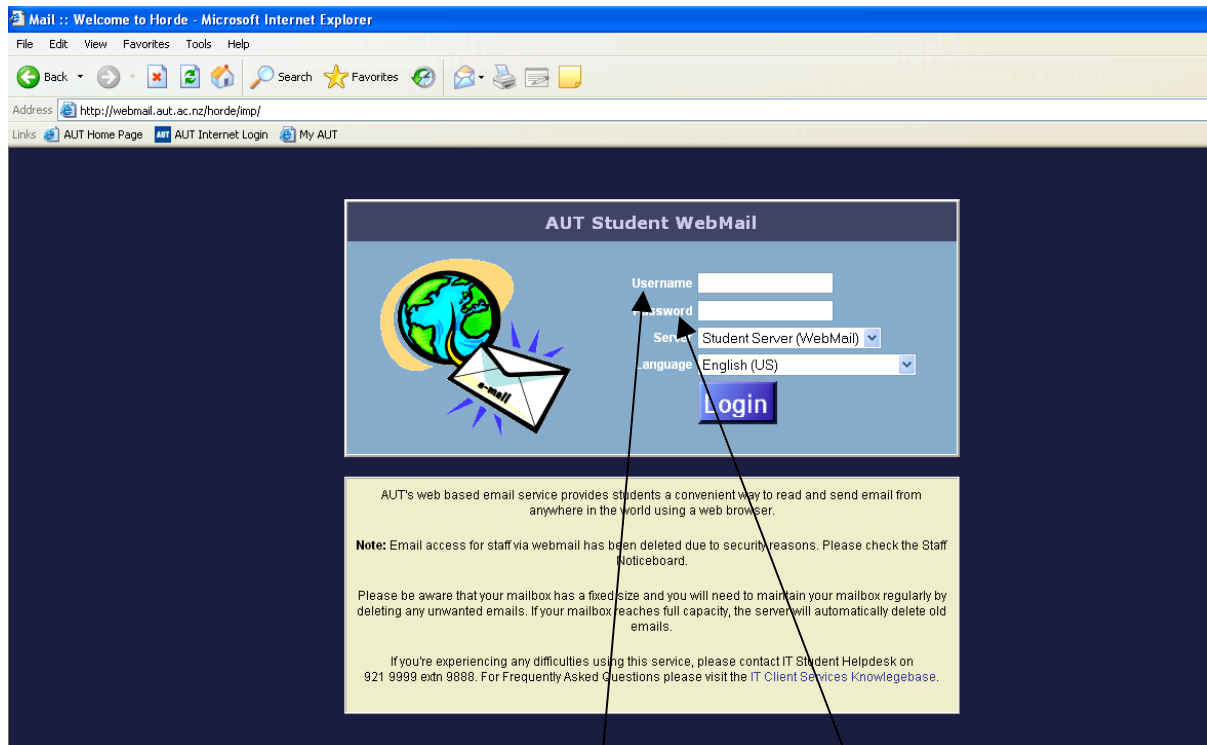 Mail :: Welcome to Horde - Microsoft Internet Explorer
File Edit View Favorites Tools Help
Back Search Favorites
Address http://webmail.aut.ac.nz/horde/imp/
Links AUT Home Page AUT AUT Internet Login My AUT
AUT Student WebMail
Username
Password
Server Student Server (WebMail)
Language English (US)
e-mail
Login
AUT's web based email service provides students a convenient way to read and send email from
anywhere in the world using a web browser.
Note: Email access for staff via webmail has been deleted due to security reasons. Please check the Staff
Noticeboard.
Please be aware that your mailbox has a fixed size and you will need to maintain your mailbox regularly by
deleting any unwanted emails. If your mailbox reaches full capacity, the server will automatically delete old
emails.
If you're experiencing any difficulties using this service, please contact IT Student Helpdesk on
921 9999 extn 9888. For Frequently Asked Questions please visit the IT Client Services Knowlegebase.